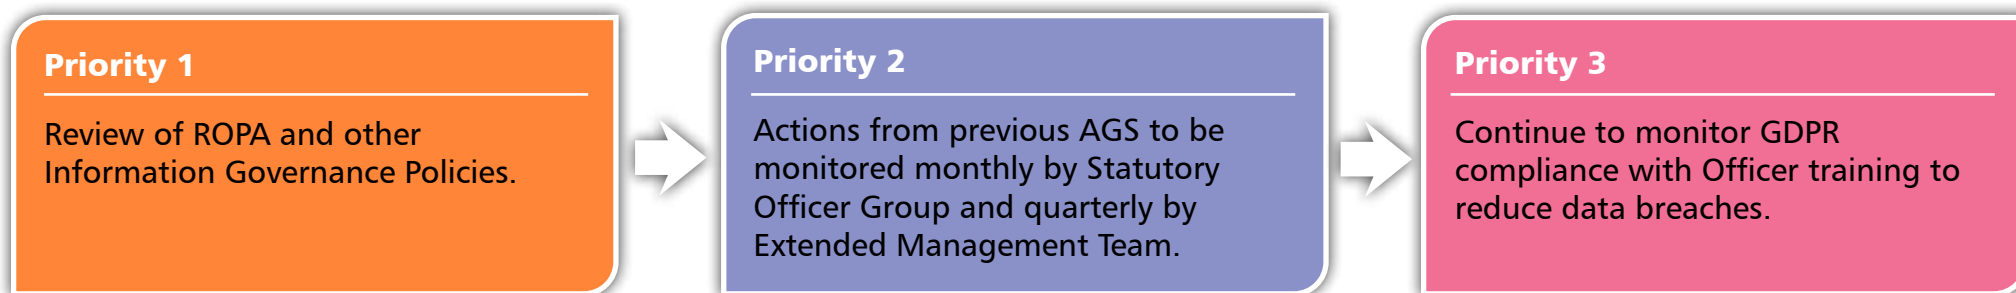 Priority 1
Review of ROPA and other
Information Governance Policies.
Priority 2
Actions from previous AGS to be
monitored monthly by Statutory
Officer Group and quarterly by
Extended Management Team.
Priority 3
Continue to monitor GDPR
compliance with Officer training to
reduce data breaches.